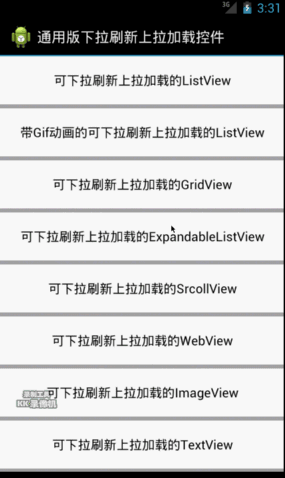 3G 3:31
通用版下拉刷新上拉加载控件
可下拉刷新上拉加载的ListView
带Gif动画的可下拉刷新上拉加载的ListView
可下拉刷新上拉加载的GridView
可下拉刷新上拉加载的ExpandableListView
可下拉刷新上拉加载的SrcollView
可下拉刷新上拉加载的WebView
可下拉刷新上拉加载的ImageView
可下拉刷新上拉加载的TextView